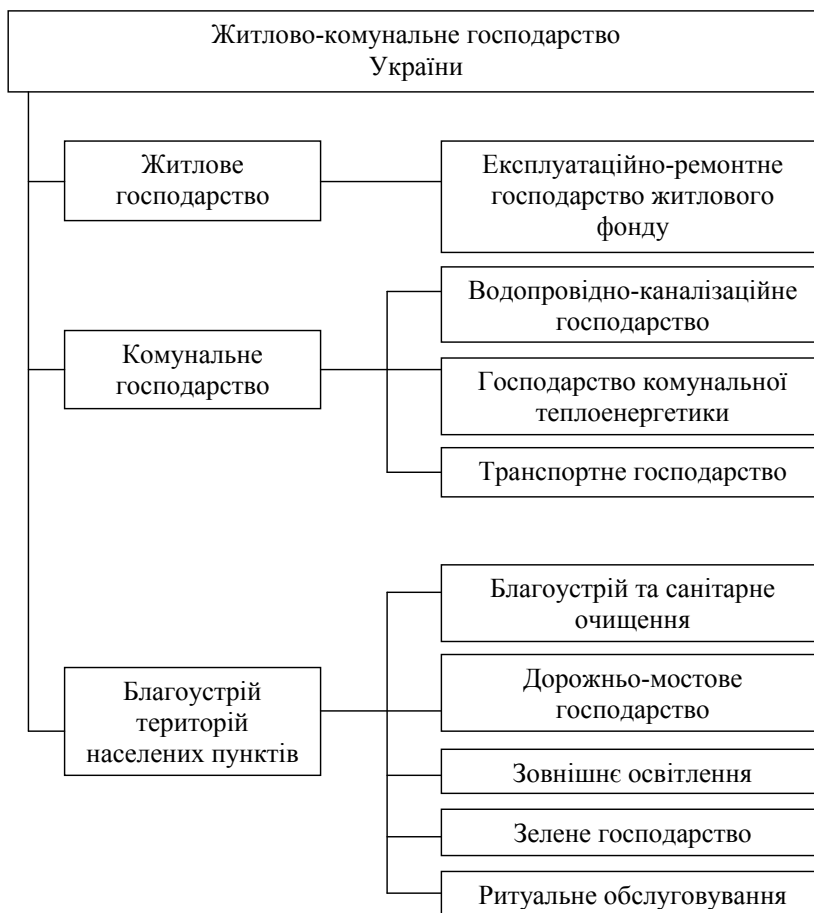 Житлово-комунальне господарство
України
Житлове
господарство
Експлуатаційно-ремонтне
господарство житлового
фонду
Комунальне
господарство
Водопровідно-каналізаційне
господарство
Господарство комунальної
теплоенергетики
Транспортне господарство
Благоустрій
територій
населених пунктів
Благоустрій та санітарне
очищення
Дорожньо-мостове
господарство
Зовнішнє освітлення
Зелене господарство
Ритуальне обслуговування